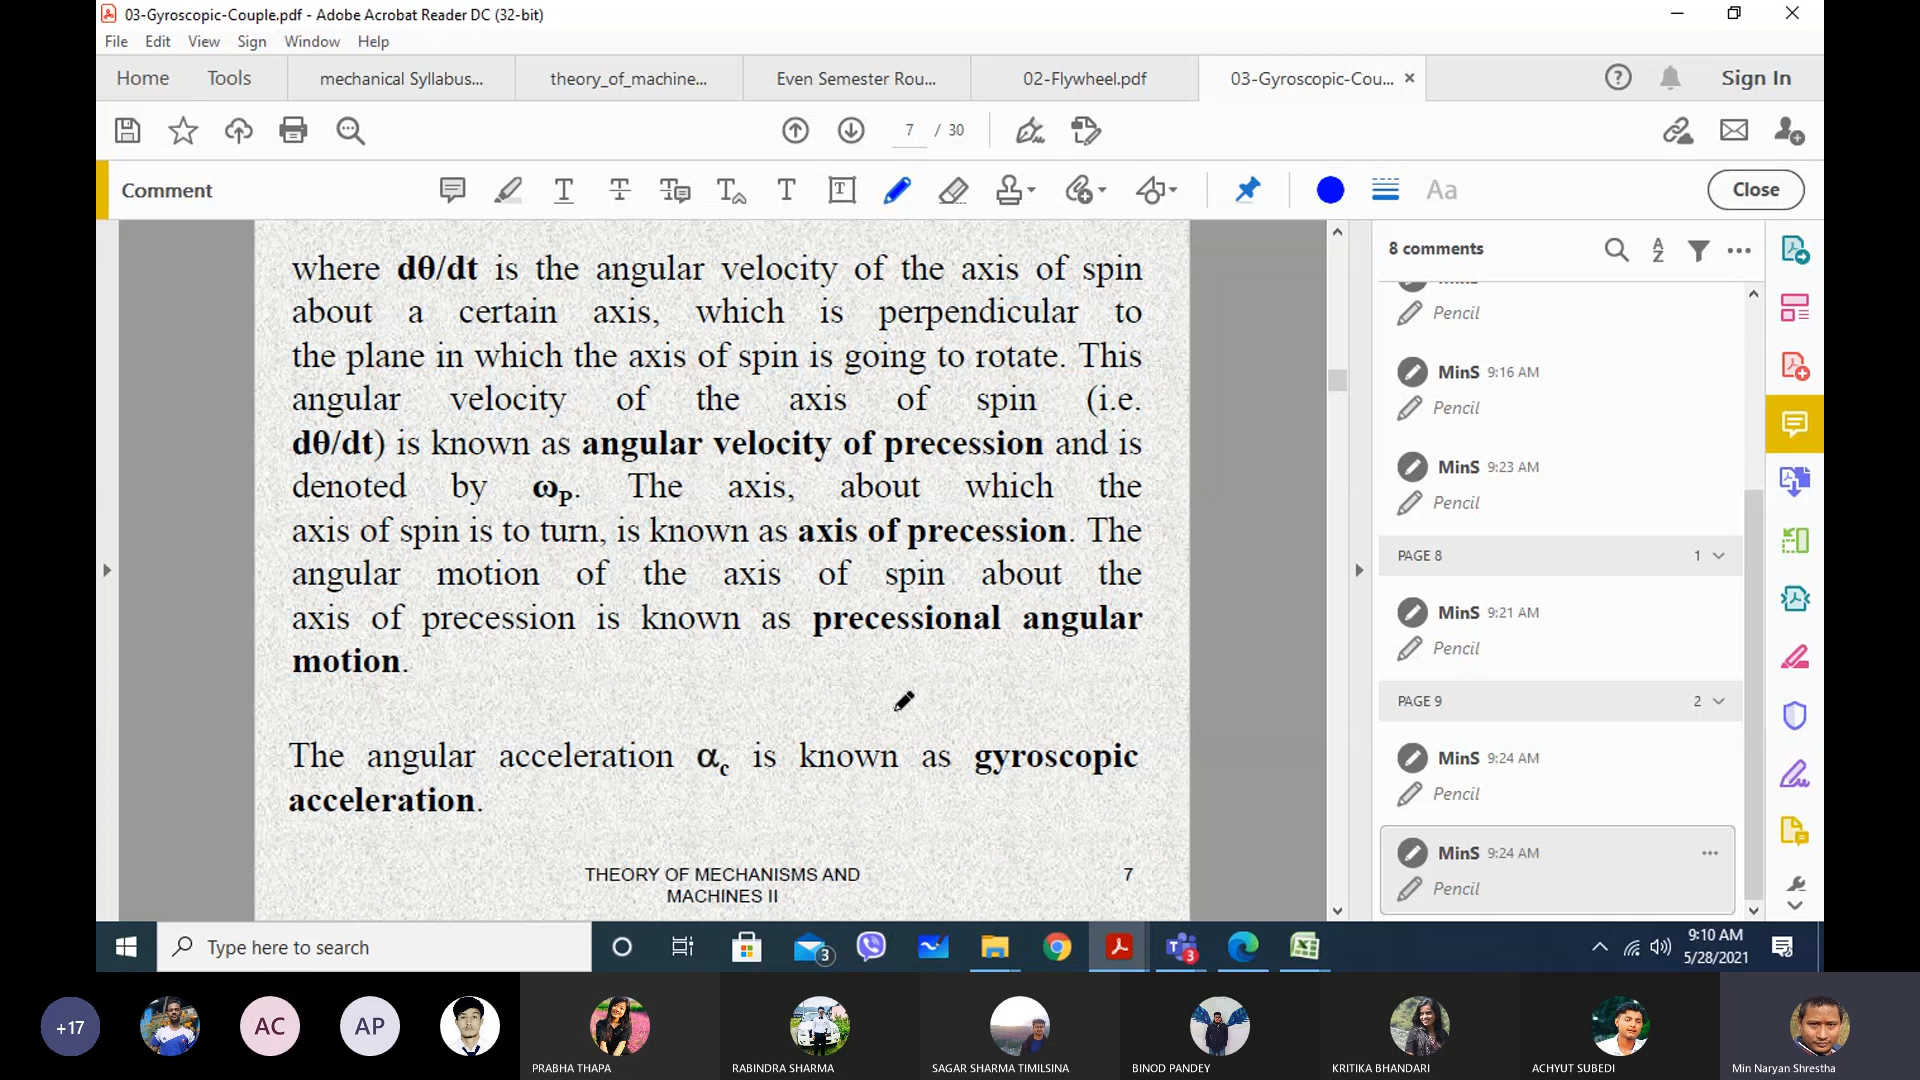 03-Gyroscopic-Couple.pdf - Adobe Acrobat Reader DC (32-bit)
File Edit View Sign Window Help
Home Tools mechanical Syllabus... theory_of_machine... Even Semester Rou... 02-Flywheel.pdf 03-Gyroscopic-Cou... Sign In
7 / 30
Comment Aa Close
where dθ/dt is the angular velocity of the axis of spin
about a certain axis, which is perpendicular to
the plane in which the axis of spin is going to rotate. This
angular velocity of the axis of spin (i.e.
dθ/dt) is known as angular velocity of precession and is
denoted by ωP. The axis, about which the
axis of spin is to turn, is known as axis of precession. The
angular motion of the axis of spin about the
axis of precession is known as precessional angular
motion.
The angular acceleration αc is known as gyroscopic
acceleration.
THEORY OF MECHANISMS AND
MACHINES II
7
8 comments
Pencil
MinS 9:16 AM
Pencil
MinS 9:23 AM
Pencil
PAGE 8 1
MinS 9:21 AM
Pencil
PAGE 9 2
MinS 9:24 AM
Pencil
MinS 9:24 AM
Pencil
Type here to search
3
3
9:10 AM
5/28/2021
+17
AC
AP
PRABHA THAPA
RABINDRA SHARMA
SAGAR SHARMA TIMILSINA
BINOD PANDEY
KRITIKA BHANDARI
ACHYUT SUBEDI
Min Naryan Shrestha